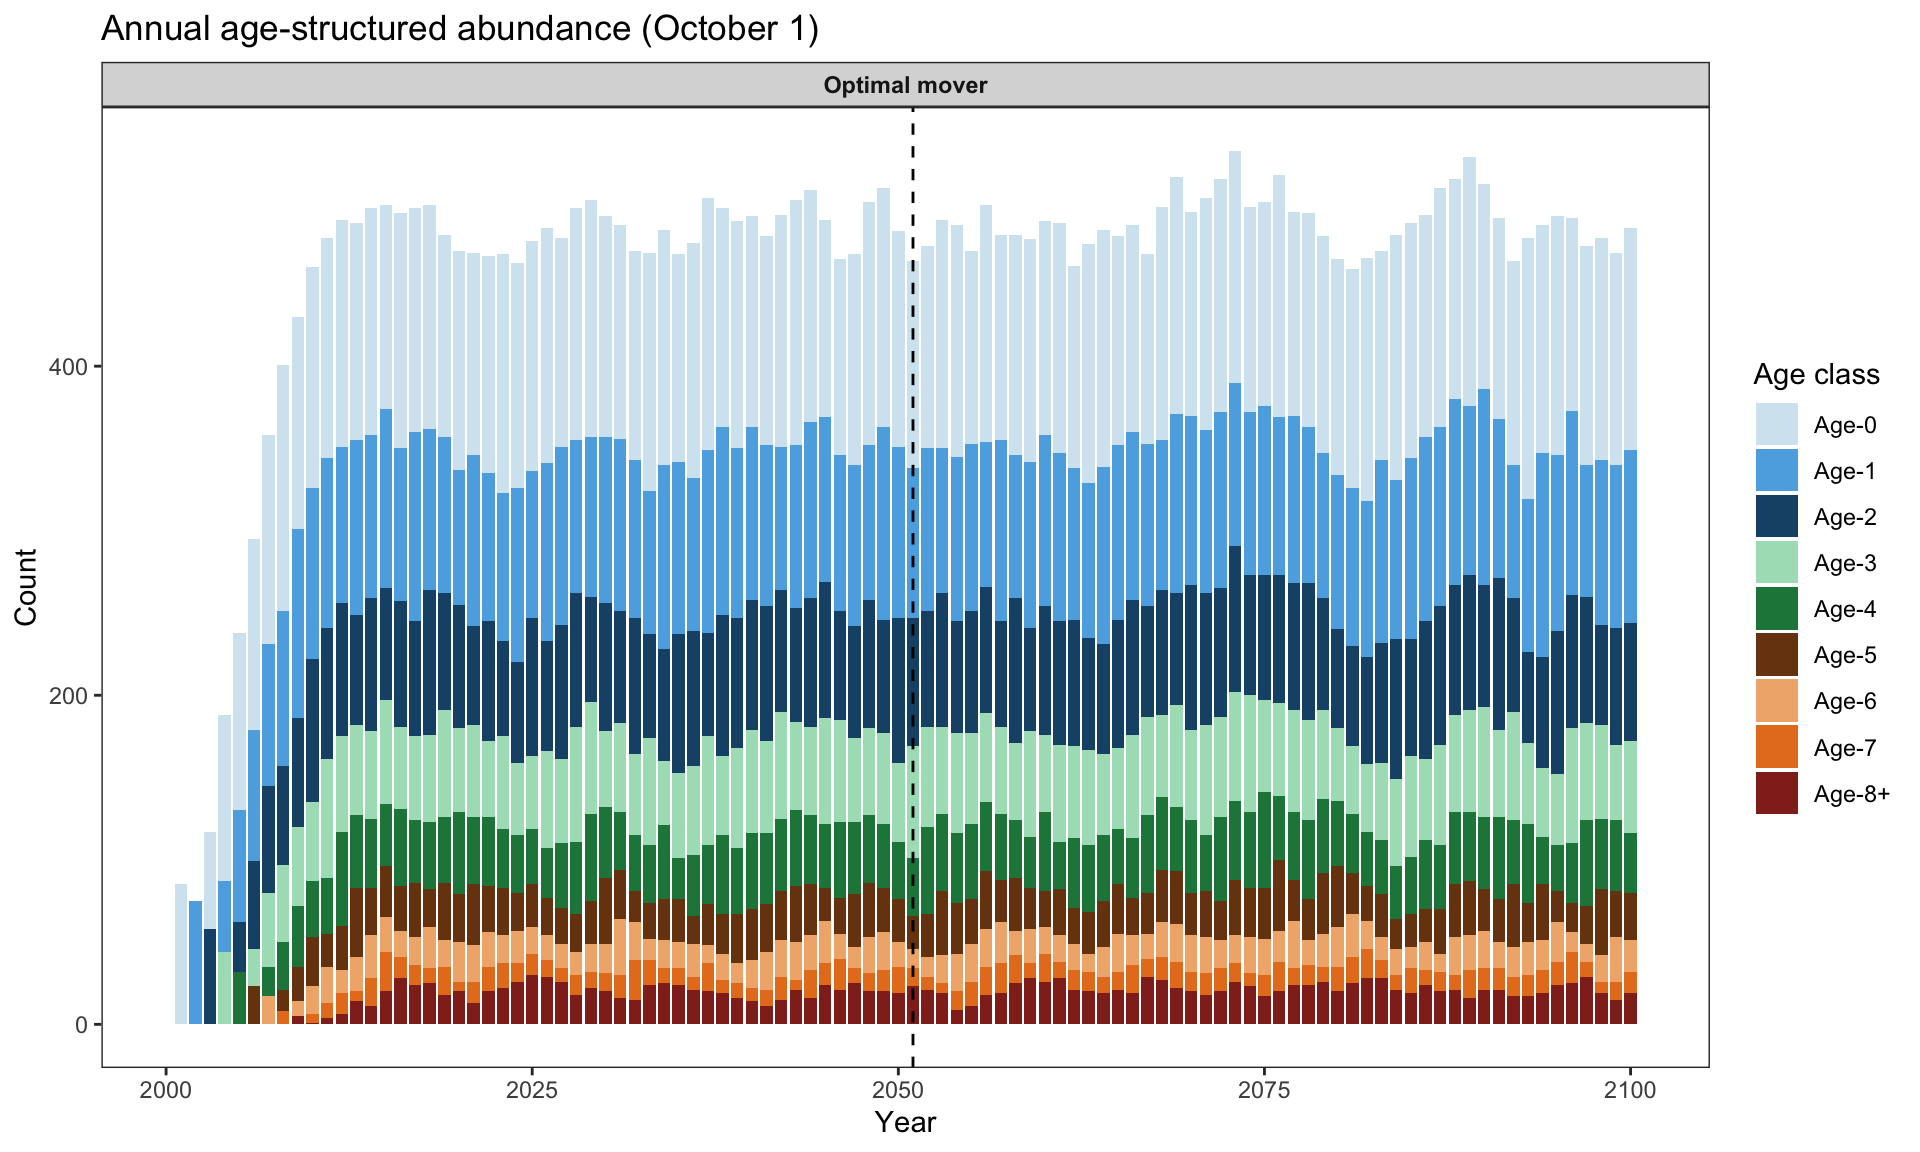 Annual age-structured abundance (October 1)
Optimal mover
Count
400
200
0
2000
2025
2050
2075
2100
Year
Age class
Age-0
Age-1
Age-2
Age-3
Age-4
Age-5
Age-6
Age-7
Age-8+